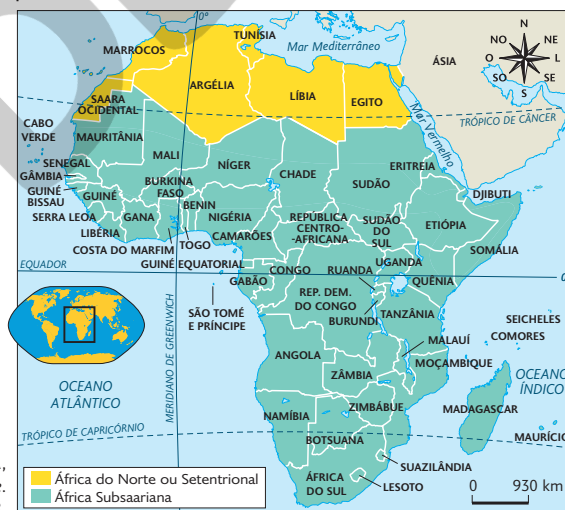 0°
N
NO
NE
O
L
SO
SE
S
TUNÍSIA
MARROCOS
Mar Mediterrâneo
ÁSIA
ARGÉLIA
LÍBIA
EGITO
SAARA
OCIDENTAL
TRÓPICO DE CÂNCER
Mar Vermelho
CABO
VERDE
MAURITÂNIA
MALI
NÍGER
CHADE
SUDÃO
ERITREIA
SENEGAL
GÂMBIA
GUINÉ
BISSAU
GUINÉ
BURKINA
FASO
BENIN
DJIBUTI
SERRA LEOA
GANA
NIGÉRIA
REPÚBLICA
CENTRO-
-AFRICANA
SUDÃO
DO
SUL
ETIÓPIA
LIBÉRIA
TOGO
CAMARÕES
SOMÁLIA
COSTA DO MARFIM
GUINÉ EQUATORIAL
UGANDA
EQUADOR
0°
CONGO
RUANDA
QUÊNIA
GABÃO
REP. DEM.
DO CONGO
SÃO TOMÉ
E PRÍNCIPE
BURUNDI
TANZÂNIA
SEICHELES
COMORES
MALAUÍ
MERIDIANO DE GREENWICH
ANGOLA
MOÇAMBIQUE
OCEANO
ÍNDICO
OCEANO
ATLÂNTICO
ZÂMBIA
NAMÍBIA
ZIMBÁBUE
MADAGASCAR
TRÓPICO DE CAPRICÓRNIO
BOTSUANA
MAURÍCIO
SUAZILÂNDIA
ÁFRICA
DO SUL
LESOTO
África do Norte ou Setentrional
África Subsaariana
0 930 km